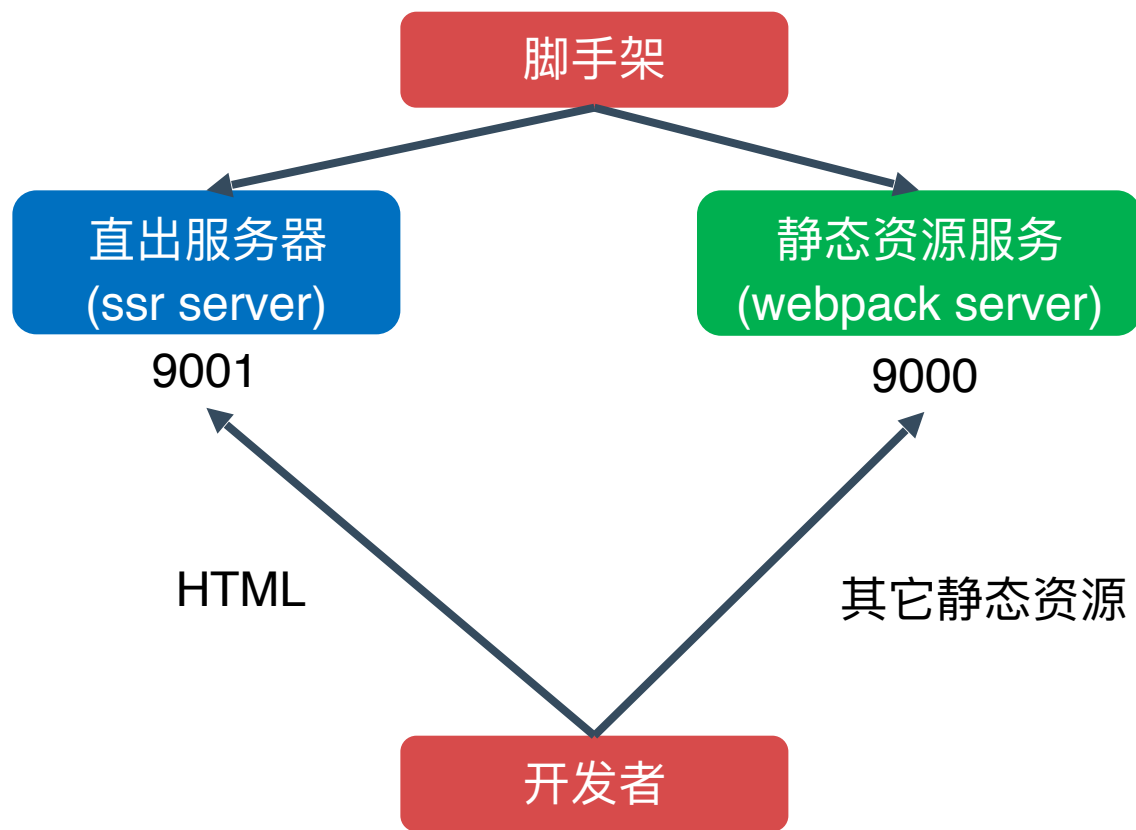 脚手架
直出服务器
(ssr server)
静态资源服务
(webpack server)
9001
9000
HTML
其它静态资源
开发者